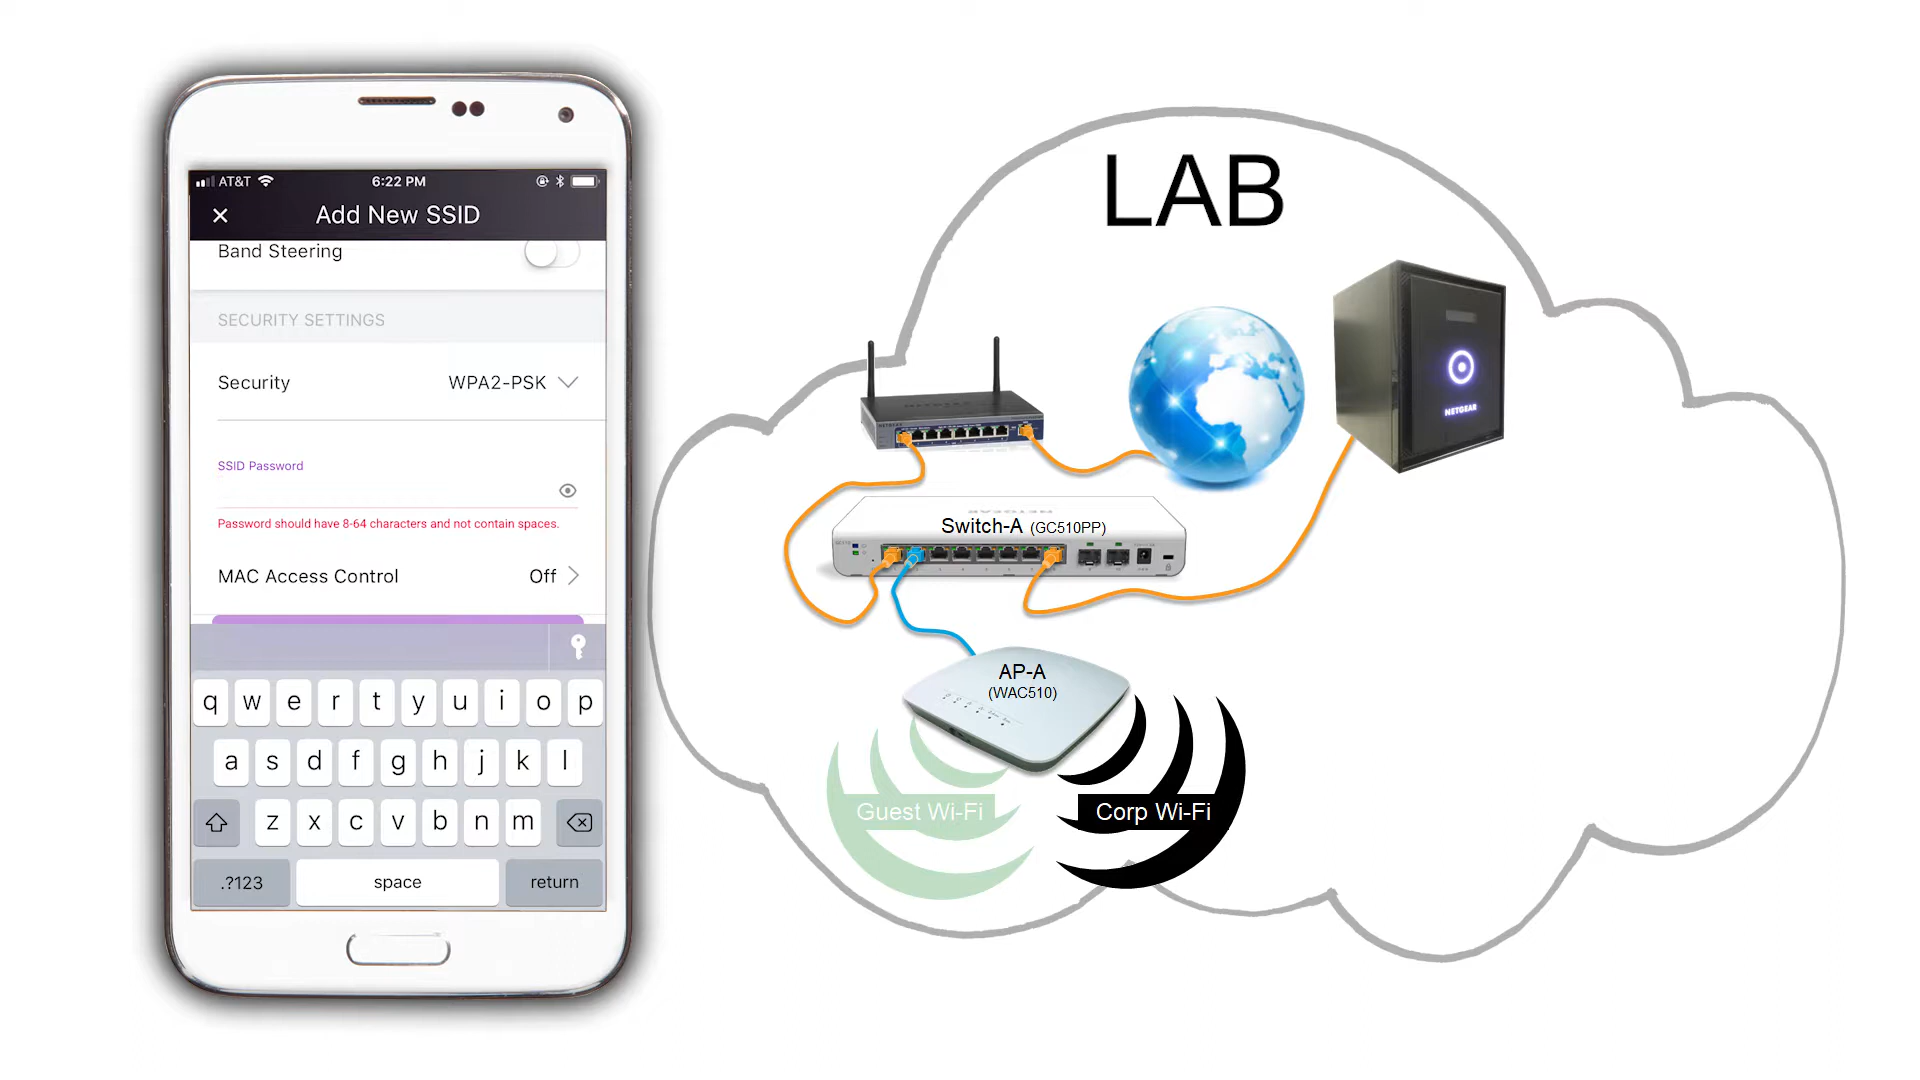 AT&T
6:22 PM
Add New SSID
Band Steering
SECURITY SETTINGS
Security
WPA2-PSK
SSID Password
Password should have 8-64 characters and not contain spaces.
MAC Access Control
Off
q w e r t y u i o p
a s d f g h j k l
z x c v b n m
.?123
space
return
LAB
NETGEAR
NETGEAR
NETGEAR
Switch-A (GC510PP)
AP-A
(WAC510)
Guest Wi-Fi
Corp Wi-Fi